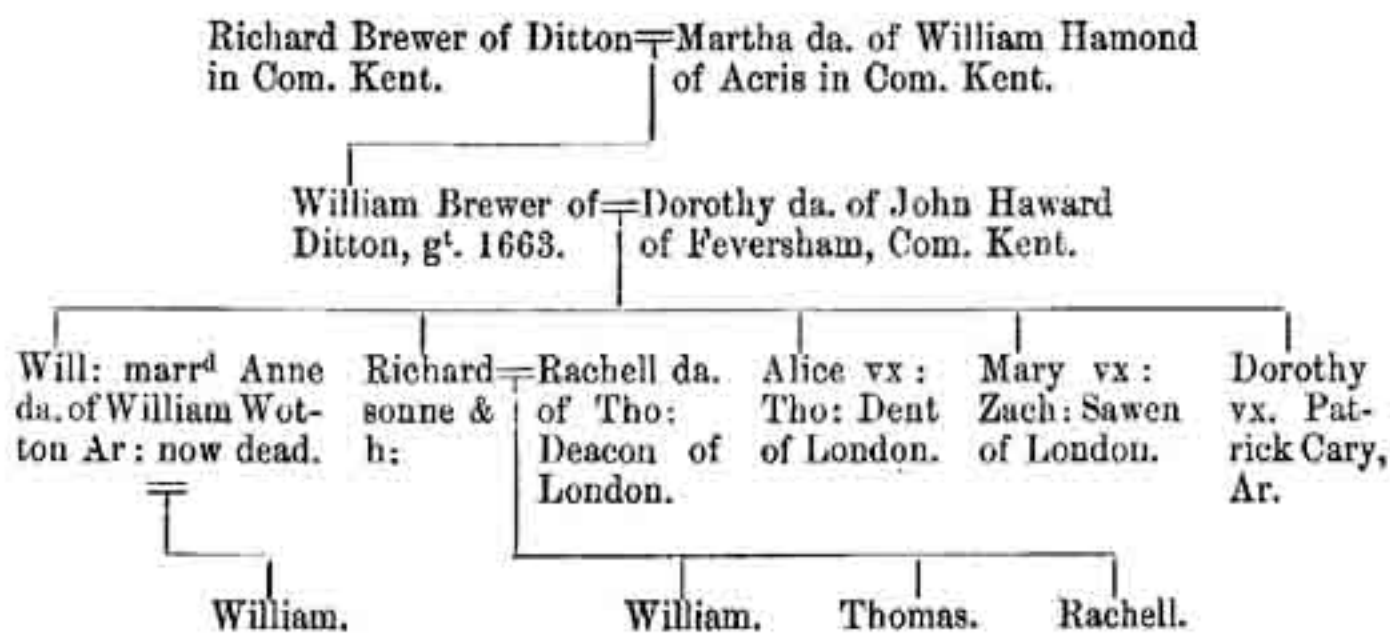 Richard Brewer of Ditton
in Com. Kent.
Martha da. of William Hamond
of Acris in Com. Kent.
William Brewer of
Ditton, gᵗ. 1663.
Dorothy da. of John Haward
of Feversham, Com. Kent.
Will: marrᵈ Anne
da. of William Wot-
ton Ar: now dead.
Richard
sonne &
h:
Rachell da.
of Tho:
Deacon of
London.
Alice vx:
Tho: Dent
of London.
Mary vx:
Zach: Sawen
of London.
Dorothy
vx. Pat-
rick Cary,
Ar.
William.
William.
Thomas.
Rachell.